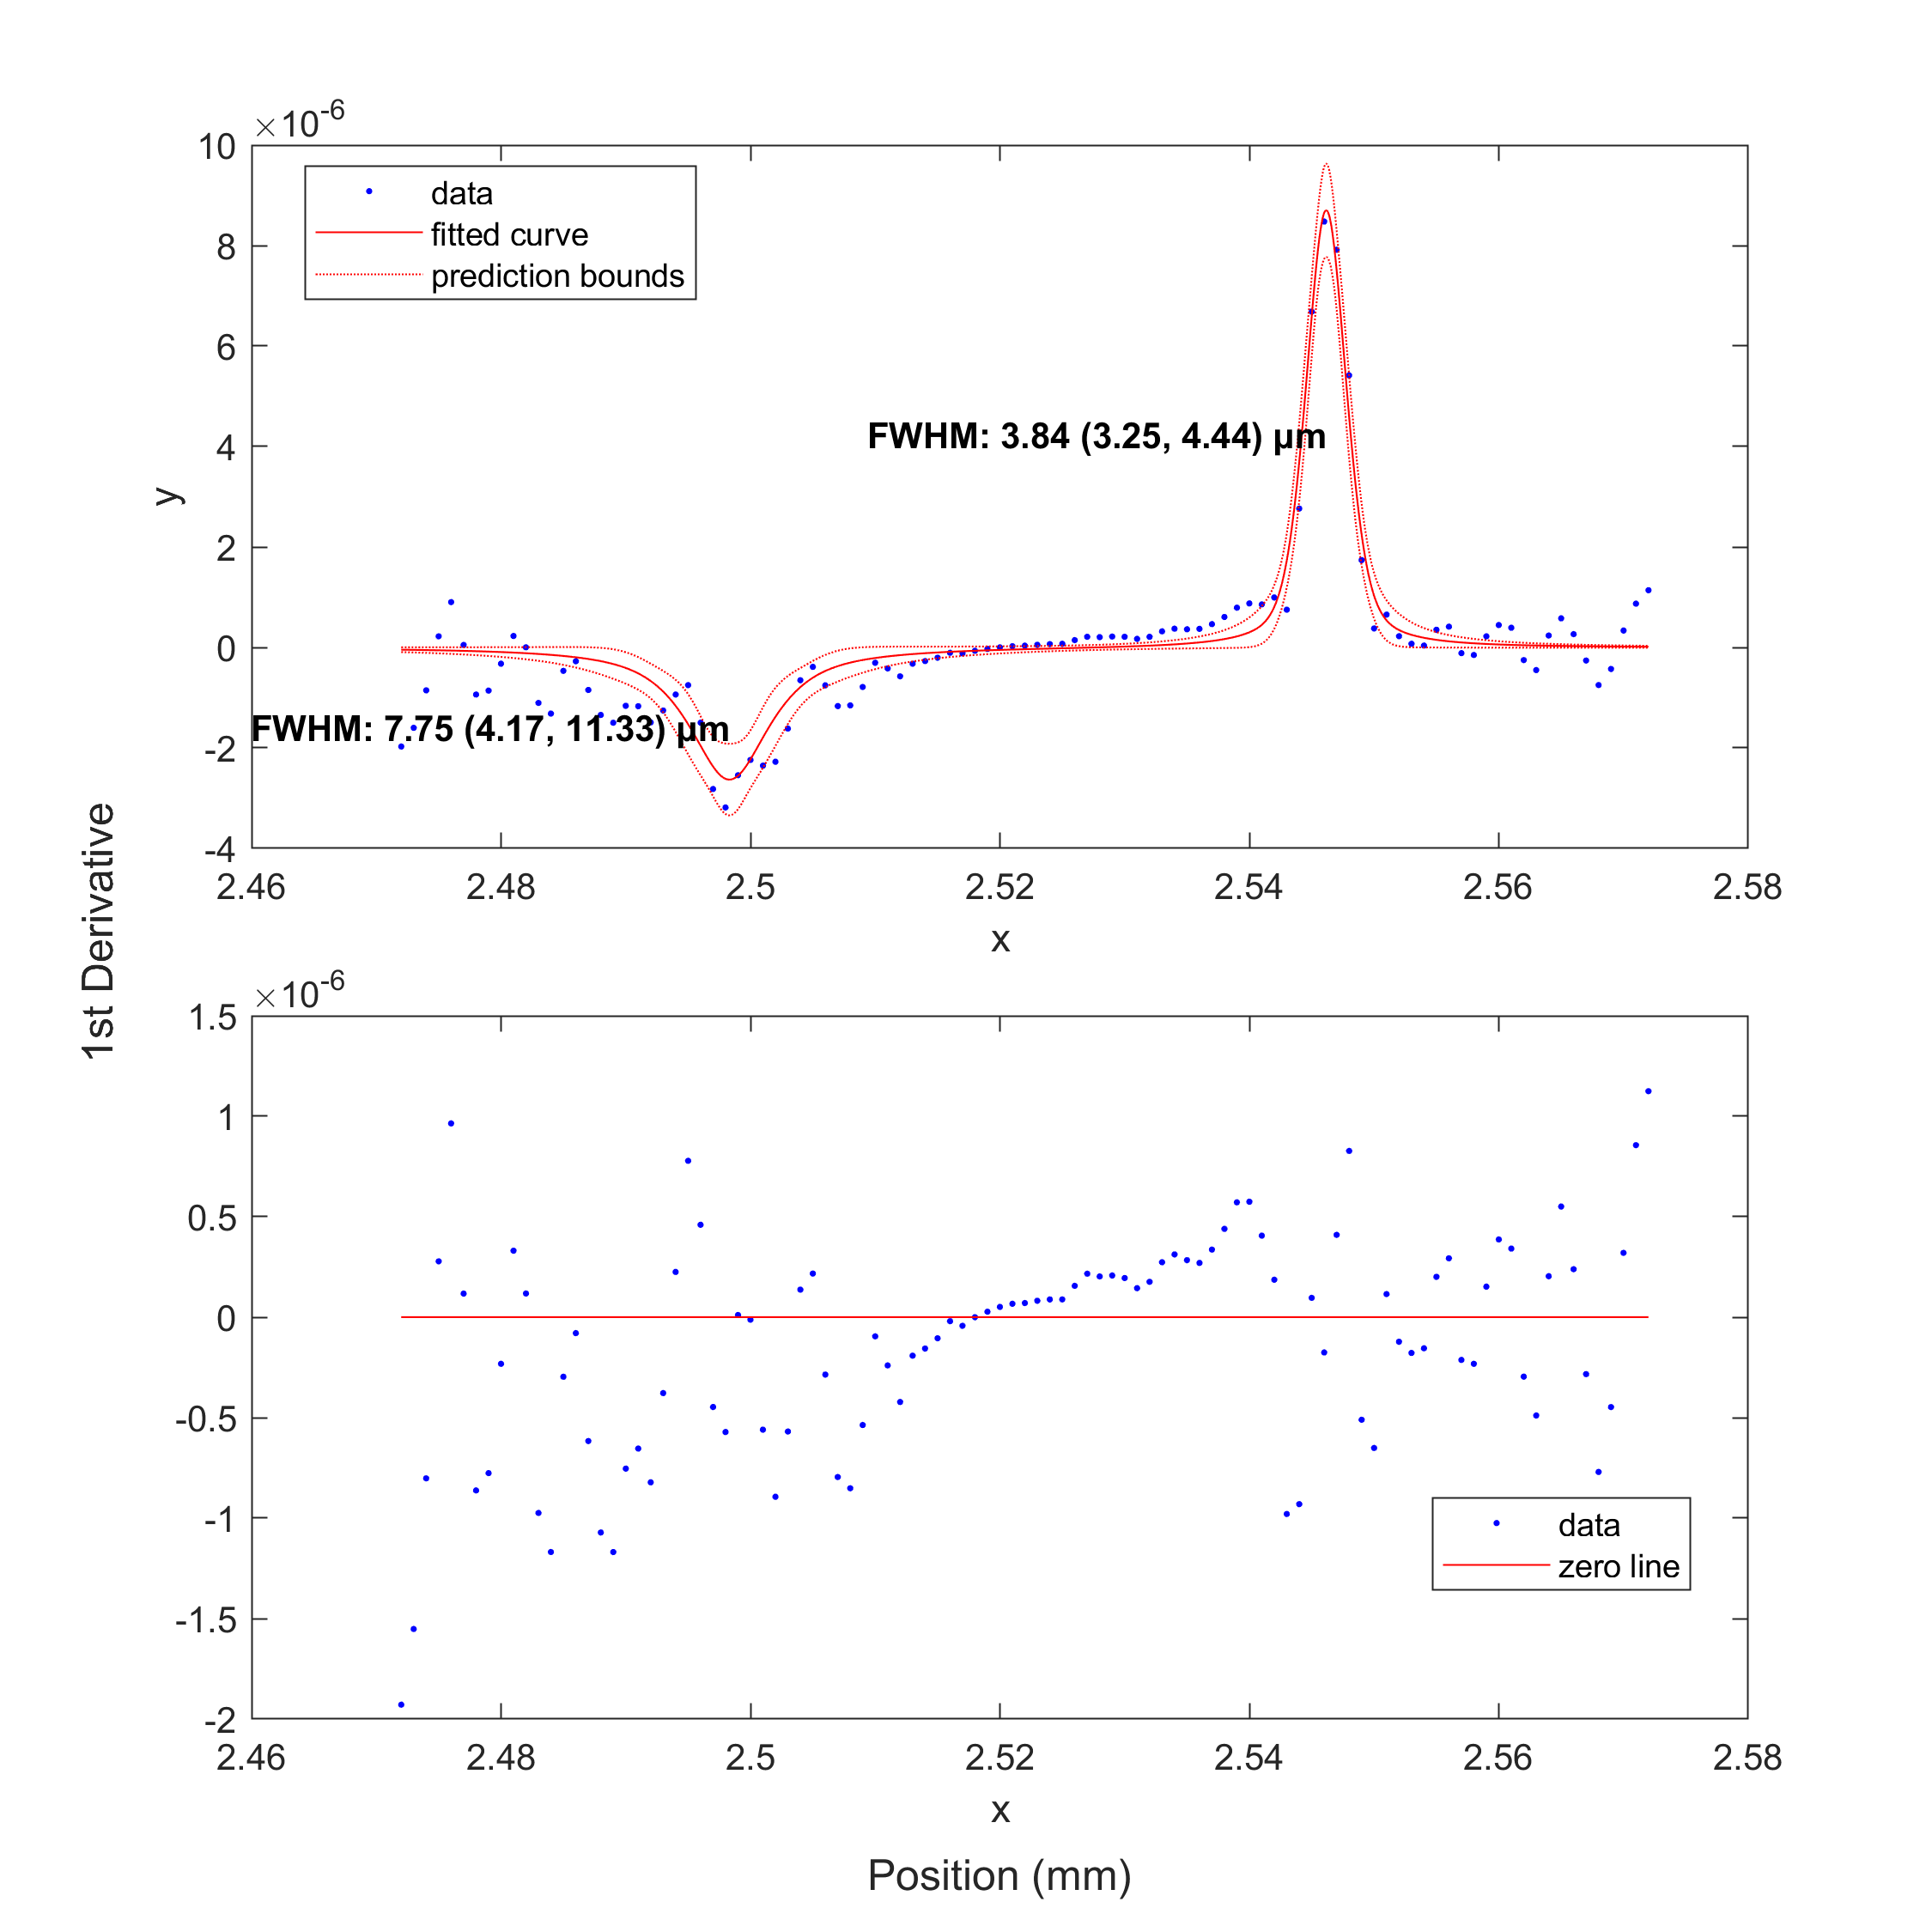 ×10-6
10
8
6
4
2
0
-2
-4
y
data
fitted curve
prediction bounds
FWHM: 3.84 (3.25, 4.44) µm
FWHM: 7.75 (4.17, 11.33) µm
2.46 2.48 2.5 2.52 2.54 2.56 2.58
x
1st Derivative
×10-6
1.5
1
0.5
0
-0.5
-1
-1.5
-2
data
zero line
2.46 2.48 2.5 2.52 2.54 2.56 2.58
x
Position (mm)